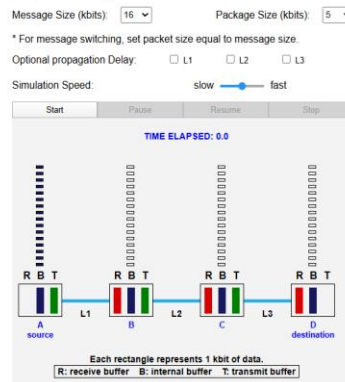 Message Size (kbits): 16 Package Size (kbits): 5
* For message switching, set packet size equal to message size.
Optional propagation Delay: L1 L2 L3
Simulation Speed: slow fast
Start Pause Resume Stop
TIME ELAPSED: 0.0
R B T R B T R B T R B T
L1 L2 L3
A B C D
source destination
Each rectangle represents 1 kbit of data.
R: receive buffer B: internal buffer T: transmit buffer